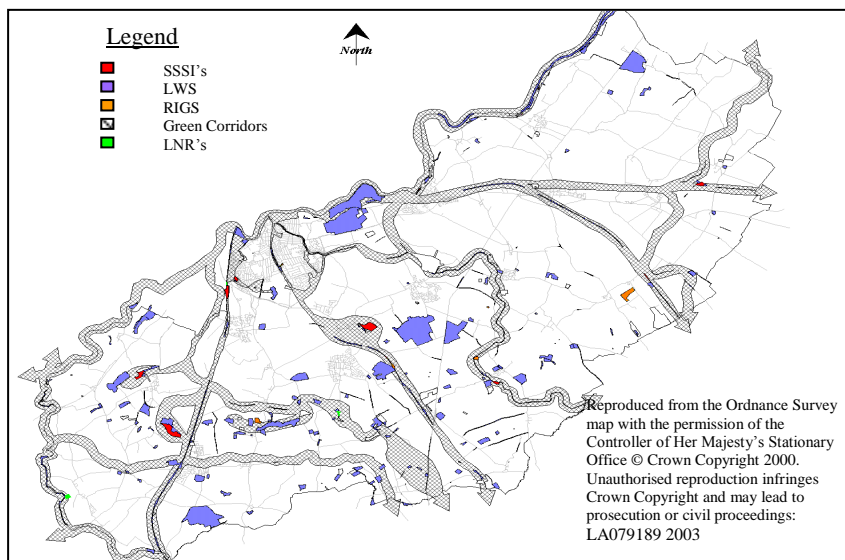 Legend
SSSI's
LWS
RIGS
Green Corridors
LNR's
North
Reproduced from the Ordnance Survey
map with the permission of the
Controller of Her Majesty's Stationary
Office © Crown Copyright 2000.
Unauthorised reproduction infringes
Crown Copyright and may lead to
prosecution or civil proceedings:
LA079189 2003